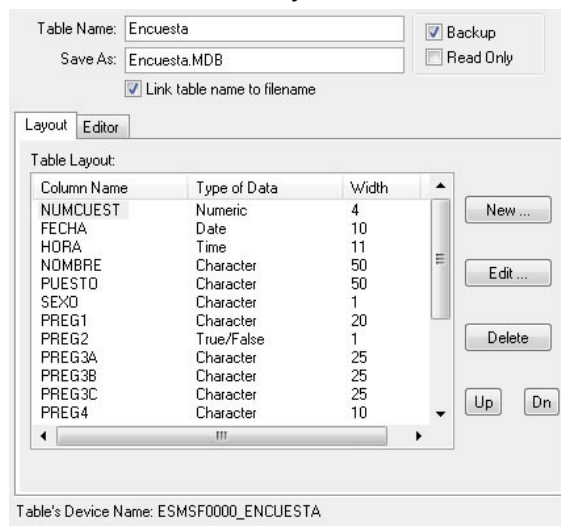 Table Name: Encuesta
Backup
Save As: Encuesta.MDB
Read Only
Link table name to filename
Layout Editor
Table Layout:
Column Name Type of Data Width
NUMCUEST Numeric 4
FECHA Date 10
HORA Time 11
NOMBRE Character 50
PUESTO Character 50
SEXO Character 1
PREG1 Character 20
PREG2 True/False 1
PREG3A Character 25
PREG3B Character 25
PREG3C Character 25
PREG4 Character 10
New ...
Edit ...
Delete
Up Dn
Table's Device Name: ESMSF0000_ENCUESTA